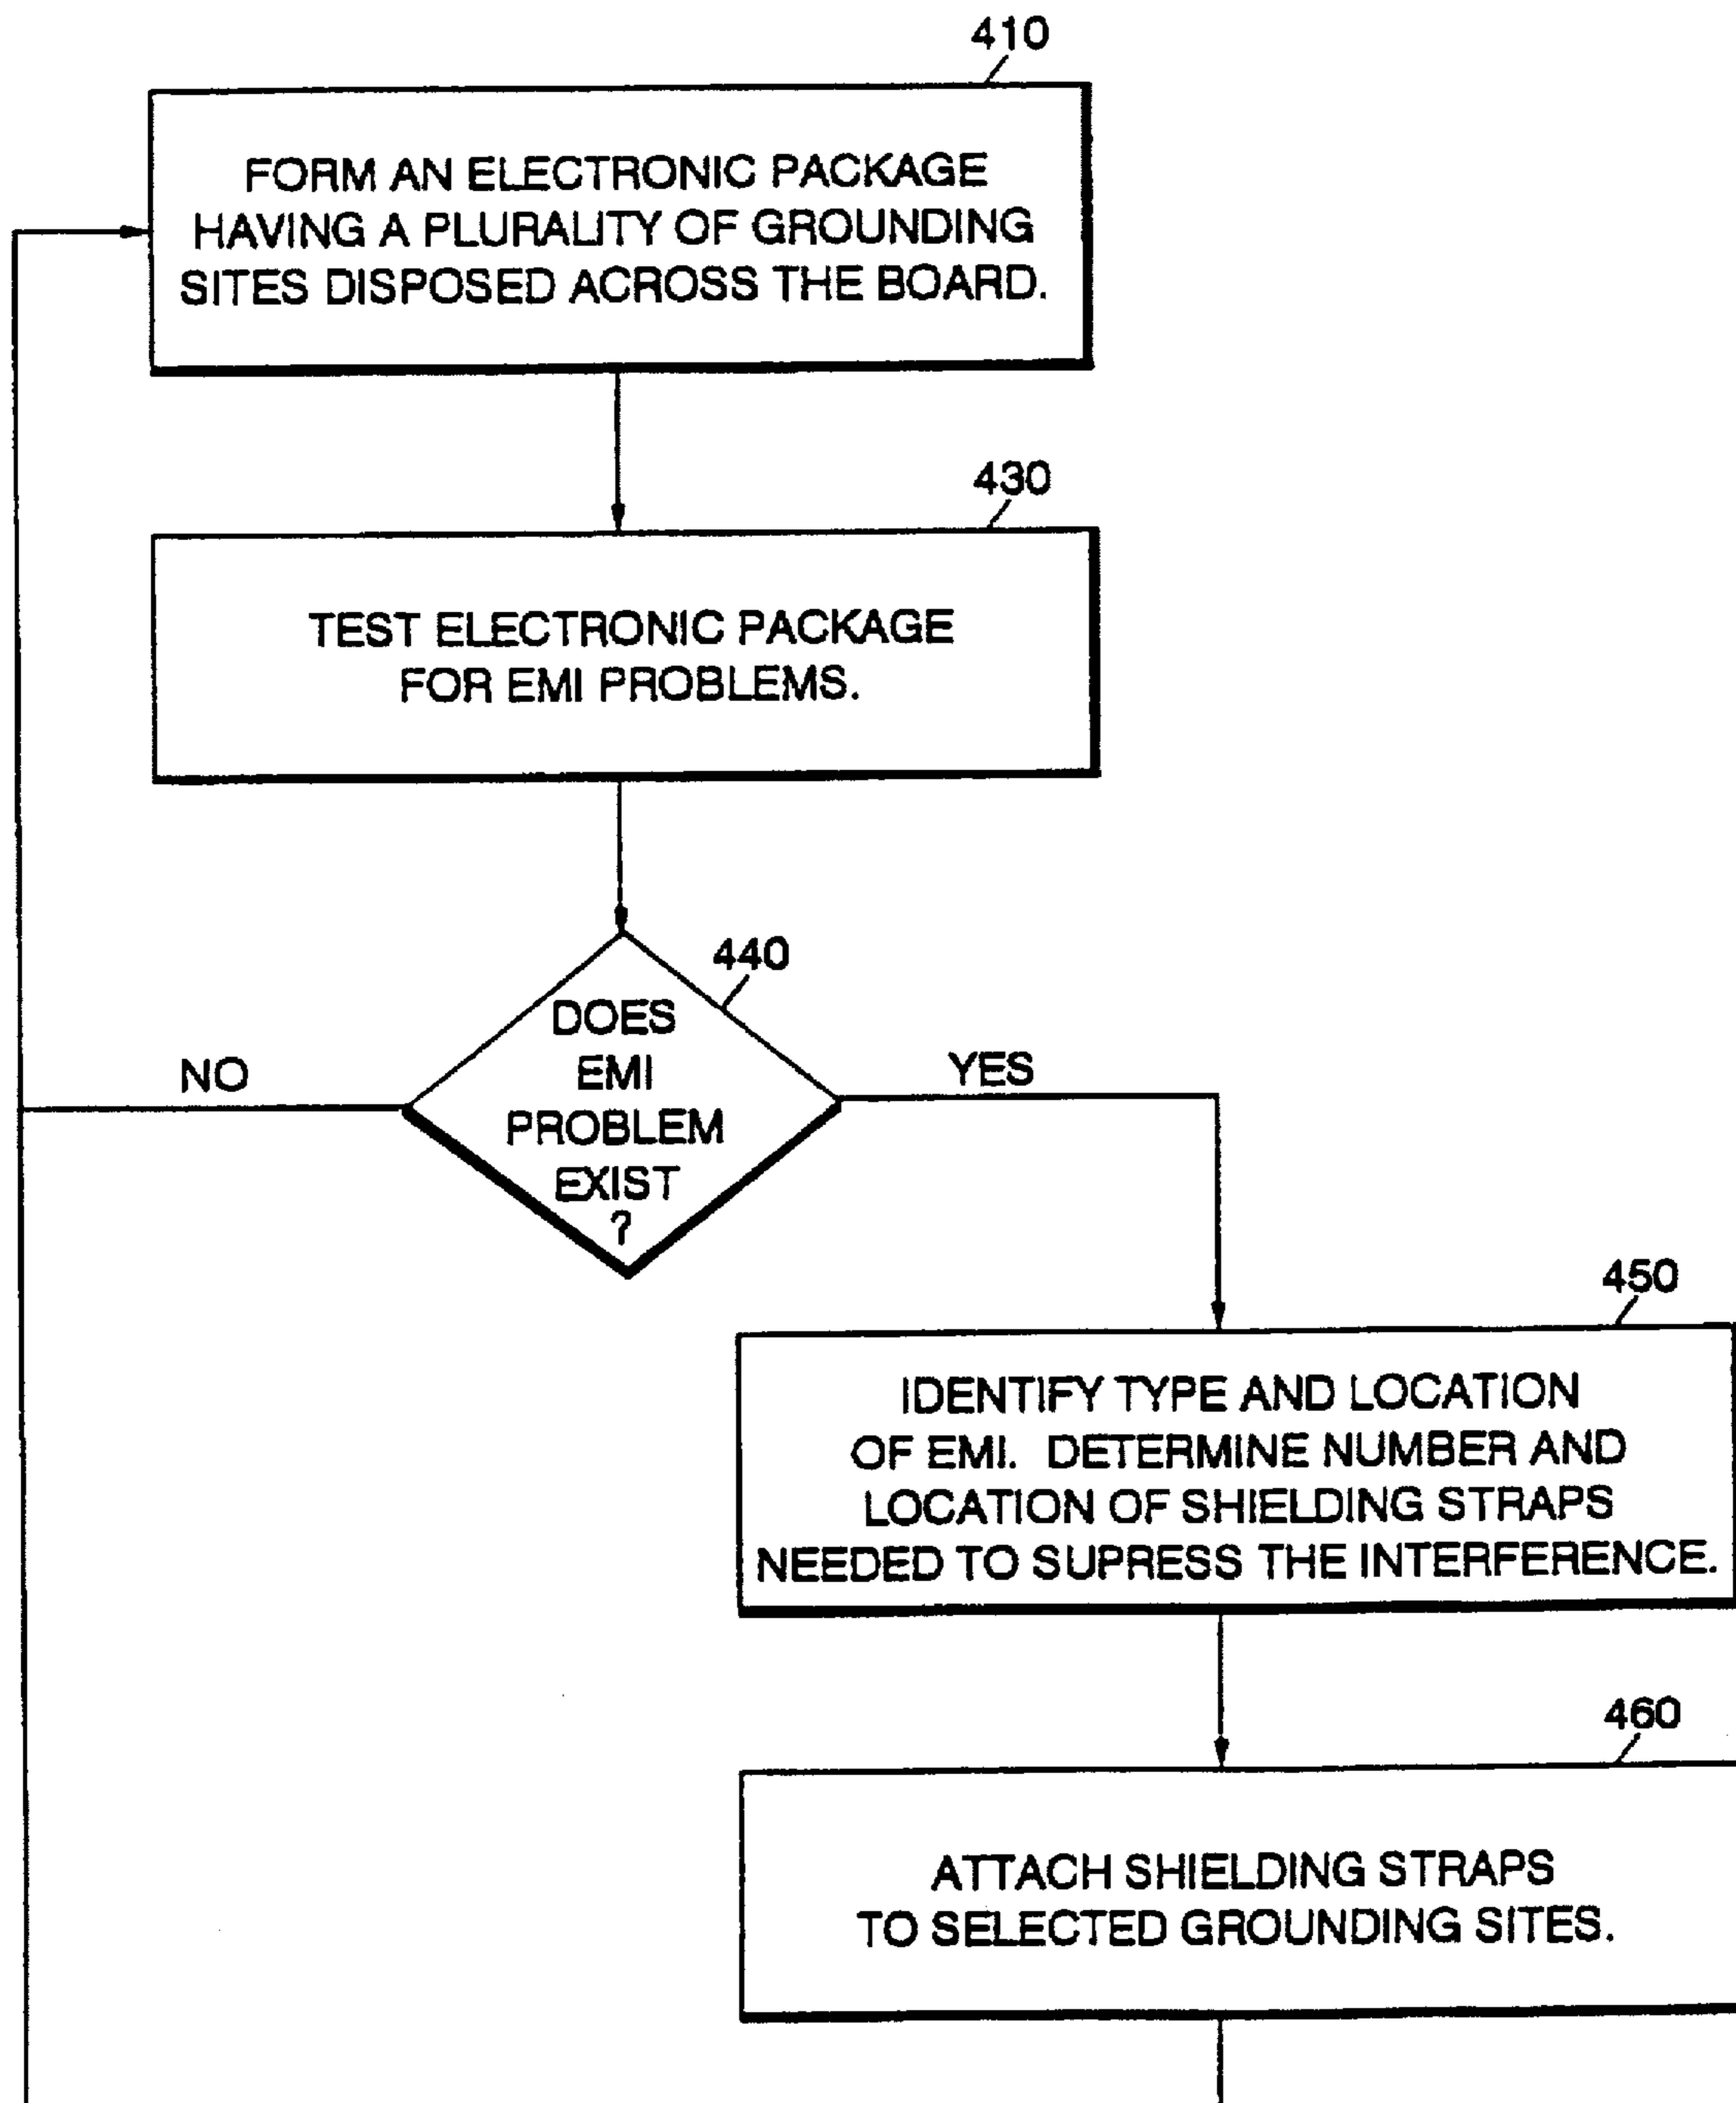 410
FORM AN ELECTRONIC PACKAGE
HAVING A PLURALITY OF GROUNDING
SITES DISPOSED ACROSS THE BOARD.
430
TEST ELECTRONIC PACKAGE
FOR EMI PROBLEMS.
440
DOES
EMI
PROBLEM
EXIST
?
NO
YES
450
IDENTIFY TYPE AND LOCATION
OF EMI. DETERMINE NUMBER AND
LOCATION OF SHIELDING STRAPS
NEEDED TO SUPRESS THE INTERFERENCE.
460
ATTACH SHIELDING STRAPS
TO SELECTED GROUNDING SITES.